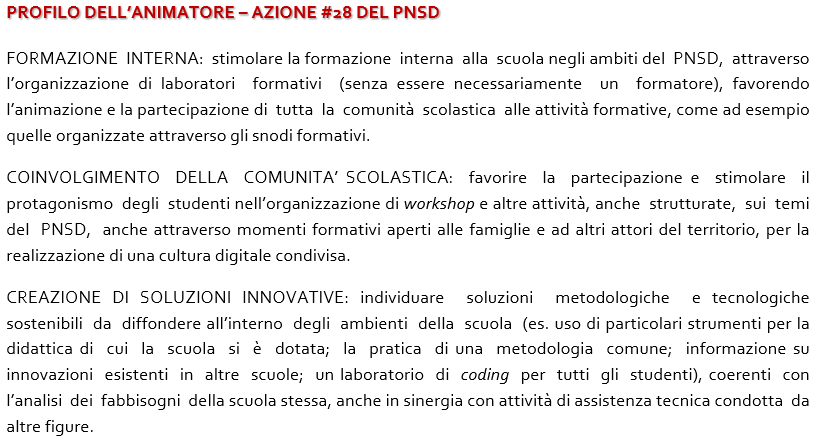 PROFILO DELL’ANIMATORE – AZIONE #28 DEL PNSD
FORMAZIONE INTERNA: stimolare la formazione interna alla scuola negli ambiti del PNSD, attraverso
l’organizzazione di laboratori formativi (senza essere necessariamente un formatore), favorendo
l’animazione e la partecipazione di tutta la comunità scolastica alle attività formative, come ad esempio
quelle organizzate attraverso gli snodi formativi.
COINVOLGIMENTO DELLA COMUNITA’ SCOLASTICA: favorire la partecipazione e stimolare il
protagonismo degli studenti nell’organizzazione di workshop e altre attività, anche strutturate, sui temi
del PNSD, anche attraverso momenti formativi aperti alle famiglie e ad altri attori del territorio, per la
realizzazione di una cultura digitale condivisa.
CREAZIONE DI SOLUZIONI INNOVATIVE: individuare soluzioni metodologiche e tecnologiche
sostenibili da diffondere all’interno degli ambienti della scuola (es. uso di particolari strumenti per la
didattica di cui la scuola si è dotata; la pratica di una metodologia comune; informazione su
innovazioni esistenti in altre scuole; un laboratorio di coding per tutti gli studenti), coerenti con
l’analisi dei fabbisogni della scuola stessa, anche in sinergia con attività di assistenza tecnica condotta da
altre figure.